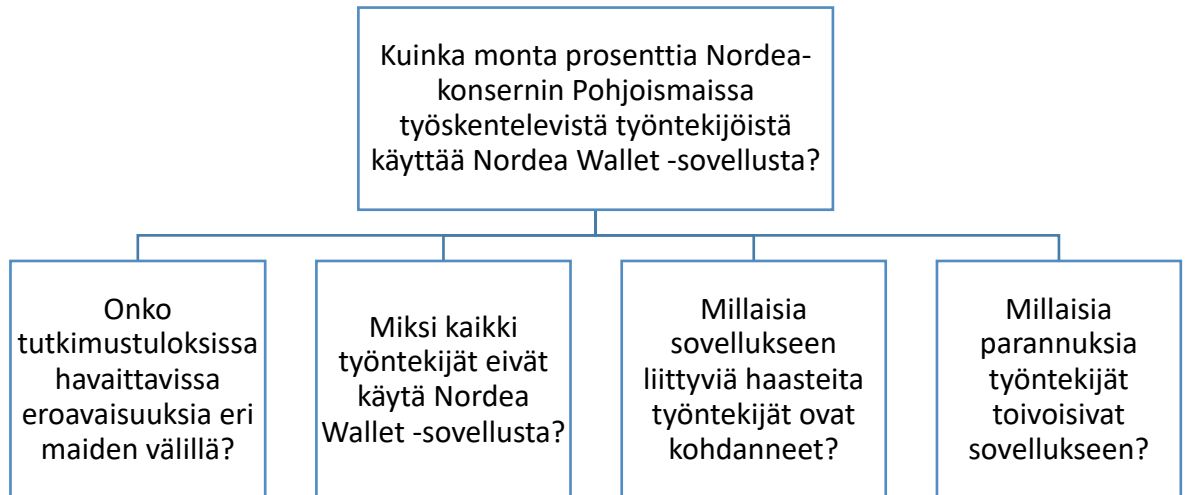 Kuinka monta prosenttia Nordea-
konsernin Pohjoismaissa
työskentelevistä työntekijöistä
käyttää Nordea Wallet -sovellusta?
Onko
tutkimustuloksissa
havaittavissa
eroavaisuuksia eri
maiden välillä?
Miksi kaikki
työntekijät eivät
käytä Nordea
Wallet -sovellusta?
Millaisia
sovellukseen
liittyviä haasteita
työntekijät ovat
kohdanneet?
Millaisia
parannuksia
työntekijät
toivoisivat
sovellukseen?